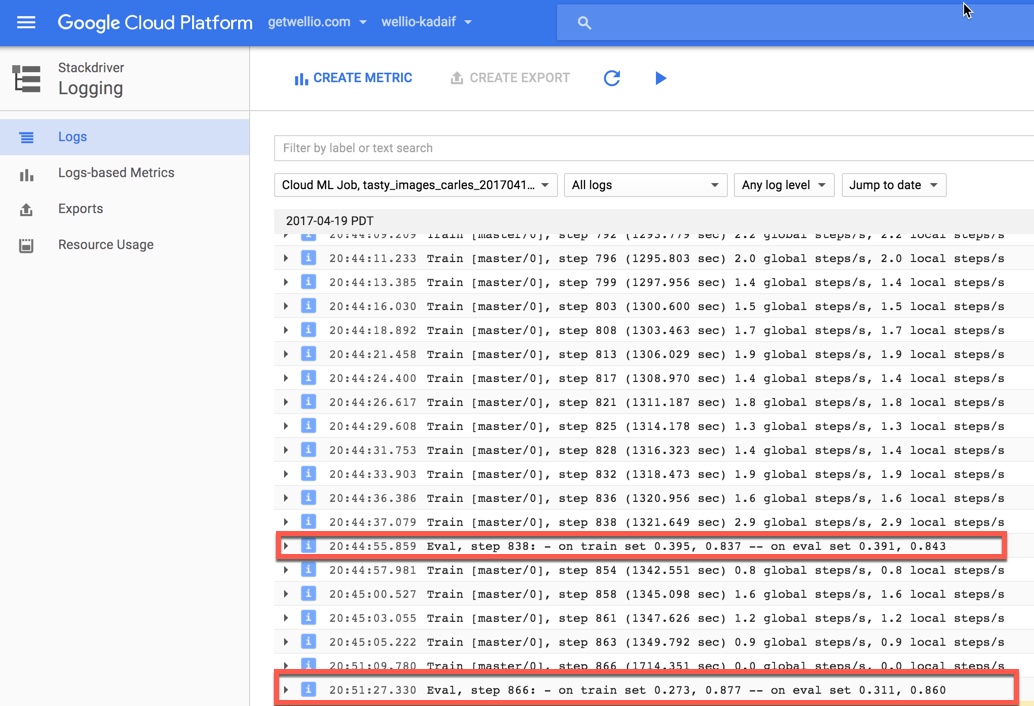 Google Cloud Platform getwellio.com wellio-kadaif
Stackdriver
Logging
CREATE METRIC CREATE EXPORT
Logs
Logs-based Metrics
Exports
Resource Usage
Filter by label or text search
Cloud ML Job, tasty_images_carles_2017041... All logs Any log level Jump to date
2017-04-19 PDT
20:44:09.209 Train [master/0], step 792 (1293.779 sec) 2.2 global steps/s, 2.2 local steps/s
20:44:11.233 Train [master/0], step 796 (1295.803 sec) 2.0 global steps/s, 2.0 local steps/s
20:44:13.385 Train [master/0], step 799 (1297.956 sec) 1.4 global steps/s, 1.4 local steps/s
20:44:16.030 Train [master/0], step 803 (1300.600 sec) 1.5 global steps/s, 1.5 local steps/s
20:44:18.892 Train [master/0], step 808 (1303.463 sec) 1.7 global steps/s, 1.7 local steps/s
20:44:21.458 Train [master/0], step 813 (1306.029 sec) 1.9 global steps/s, 1.9 local steps/s
20:44:24.400 Train [master/0], step 817 (1308.970 sec) 1.4 global steps/s, 1.4 local steps/s
20:44:26.617 Train [master/0], step 821 (1311.187 sec) 1.8 global steps/s, 1.8 local steps/s
20:44:29.608 Train [master/0], step 825 (1314.178 sec) 1.3 global steps/s, 1.3 local steps/s
20:44:31.753 Train [master/0], step 828 (1316.323 sec) 1.4 global steps/s, 1.4 local steps/s
20:44:33.903 Train [master/0], step 832 (1318.473 sec) 1.9 global steps/s, 1.9 local steps/s
20:44:36.386 Train [master/0], step 836 (1320.956 sec) 1.6 global steps/s, 1.6 local steps/s
20:44:37.079 Train [master/0], step 838 (1321.649 sec) 2.9 global steps/s, 2.9 local steps/s
20:44:55.859 Eval, step 838: - on train set 0.395, 0.837 -- on eval set 0.391, 0.843
20:44:57.981 Train [master/0], step 854 (1342.551 sec) 0.8 global steps/s, 0.8 local steps/s
20:45:00.527 Train [master/0], step 858 (1345.098 sec) 1.6 global steps/s, 1.6 local steps/s
20:45:03.055 Train [master/0], step 861 (1347.626 sec) 1.2 global steps/s, 1.2 local steps/s
20:45:05.222 Train [master/0], step 863 (1349.792 sec) 0.9 global steps/s, 0.9 local steps/s
20:51:09.780 Train [master/0], step 866 (1714.351 sec) 0.0 global steps/s, 0.0 local steps/s
20:51:27.330 Eval, step 866: - on train set 0.273, 0.877 -- on eval set 0.311, 0.860